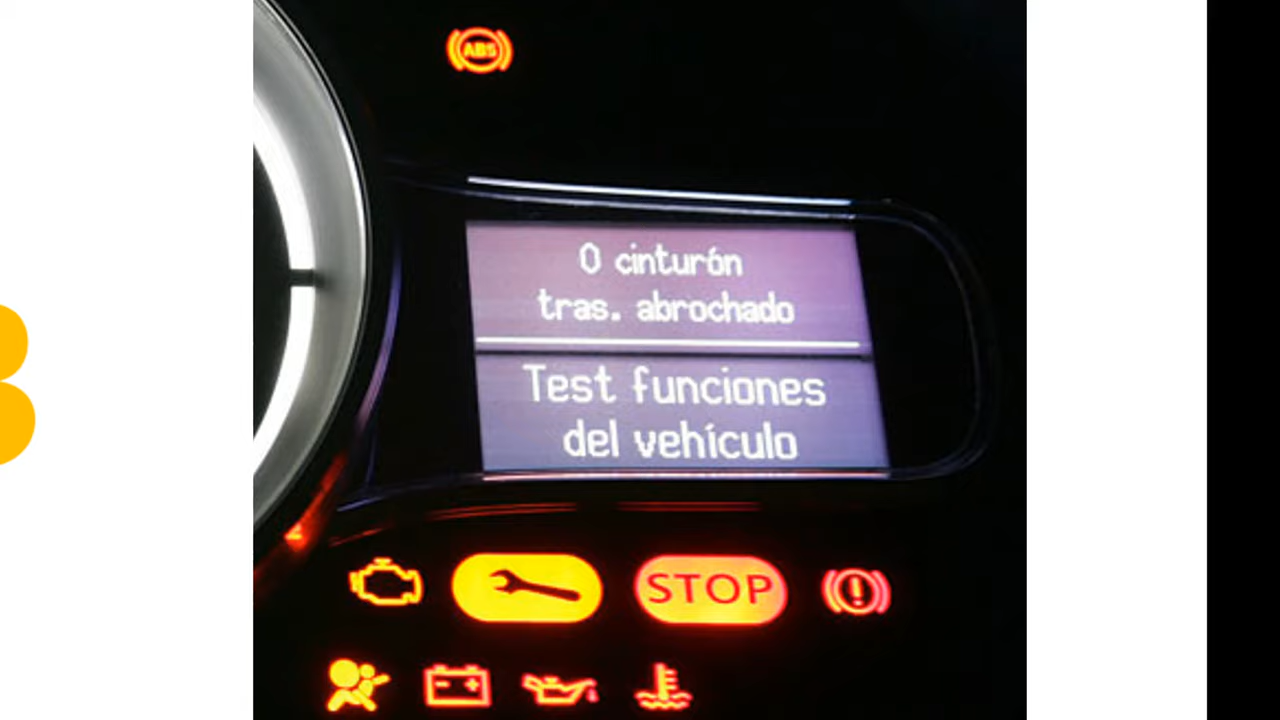 ABS
0 cinturón
tras. abrochado
Test funciones
del vehículo
STOP